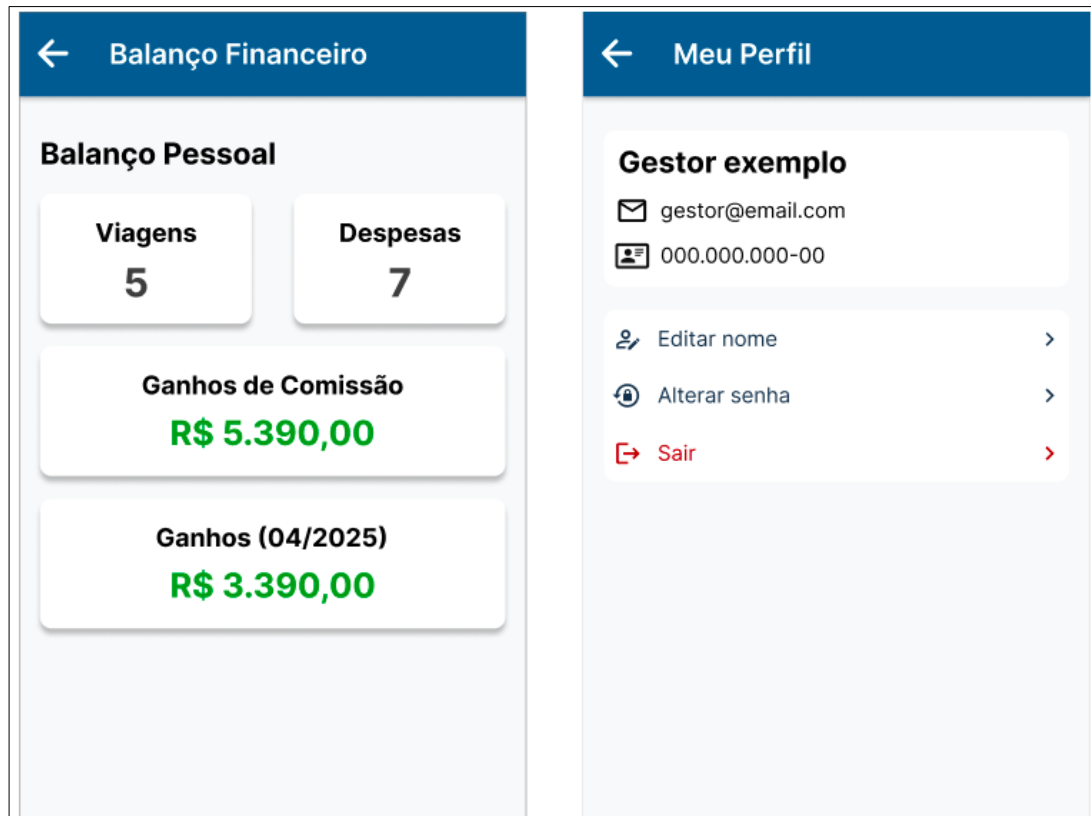 Balanço Financeiro
Balanço Pessoal
Viagens
5
Despesas
7
Ganhos de Comissão
R$ 5.390,00
Ganhos (04/2025)
R$ 3.390,00
Meu Perfil
Gestor exemplo
gestor@email.com
000.000.000-00
Editar nome
Alterar senha
Sair